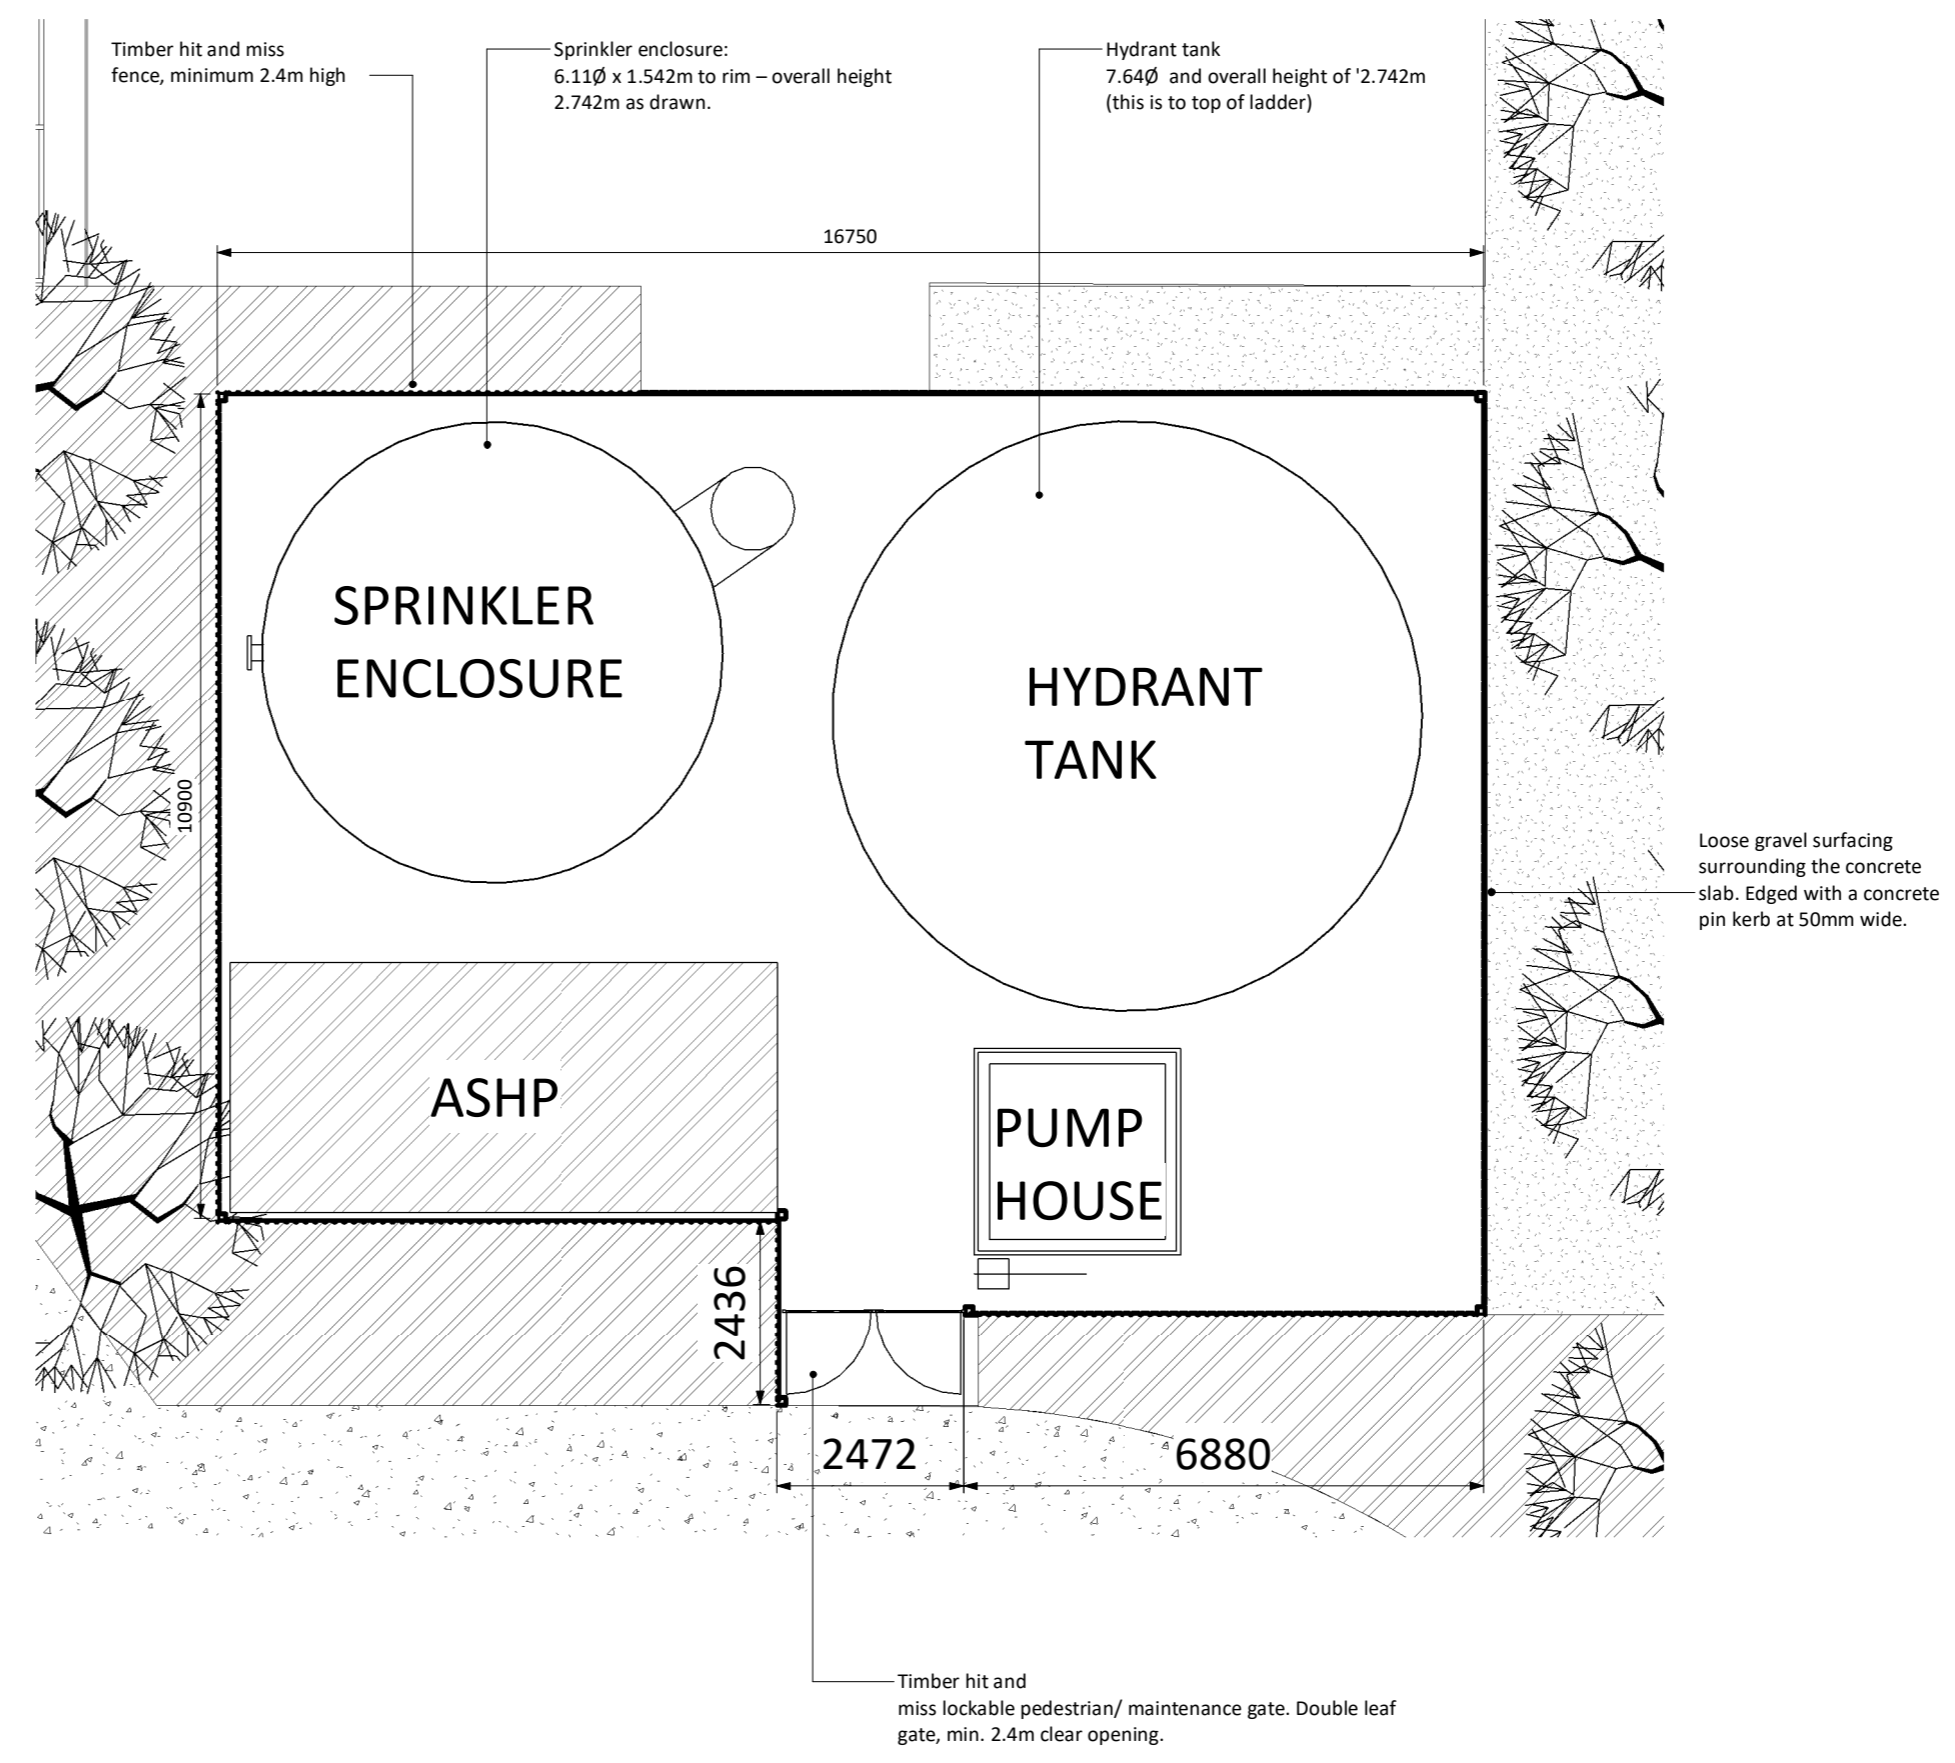 Timber hit and miss
fence, minimum 2.4m high
Sprinkler enclosure:
6.11Ø x 1.542m to rim – overall height
2.742m as drawn.
Hydrant tank
7.64Ø and overall height of '2.742m
(this is to top of ladder)
16750
SPRINKLER
ENCLOSURE
HYDRANT
TANK
10900
Loose gravel surfacing
surrounding the concrete
slab. Edged with a concrete
pin kerb at 50mm wide.
ASHP
PUMP
HOUSE
2436
2472
6880
Timber hit and
miss lockable pedestrian/ maintenance gate. Double leaf
gate, min. 2.4m clear opening.